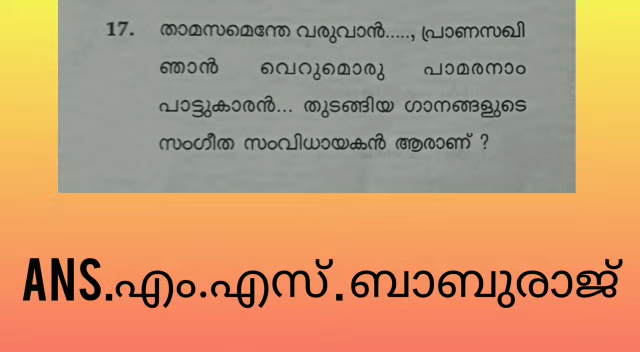 17. താമസമെന്തേ വരുവാൻ....., പ്രാണസഖി
ഞാൻ വെറുമൊരു പാമരനാം
പാട്ടുകാരൻ... തുടങ്ങിയ ഗാനങ്ങളുടെ
സംഗീത സംവിധായകൻ ആരാണ് ?
ANS.എം.എസ്.ബാബുരാജ്